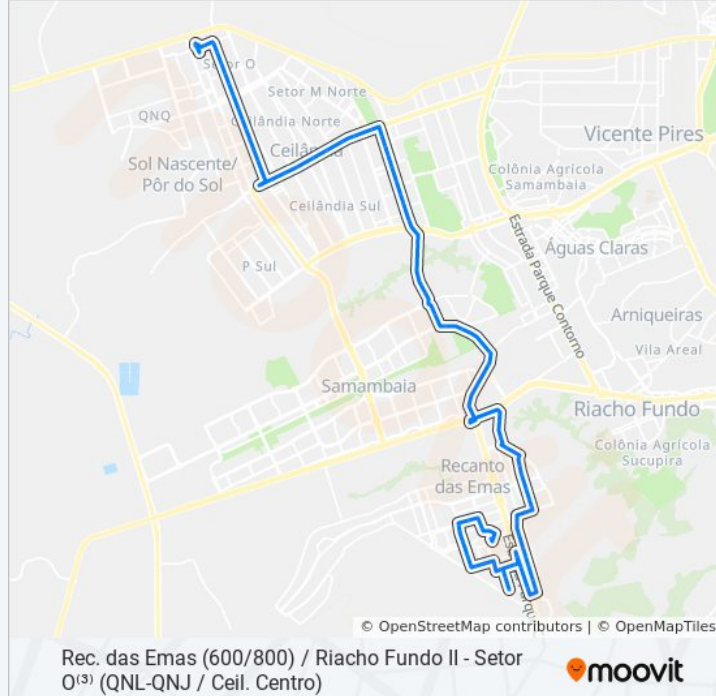 Setor O
Setor M Norte
QNQ
Ceilândia Norte
Ceilândia
Vicente Pires
Sol Nascente/
Pôr do Sol
Colônia Agrícola
Samambaia
Ceilândia Sul
Estrada Parque Contorno
Águas Claras
P Sul
Arniqueiras
Vila Areal
Samambaia
Riacho Fundo
Colônia Agrícola
Sucupira
Recanto
das Emas
© OpenStreetMap contributors | © OpenMapTiles
Rec. das Emas (600/800) / Riacho Fundo II - Setor
O⁽³⁾ (QNL-QNJ / Ceil. Centro)
moovit